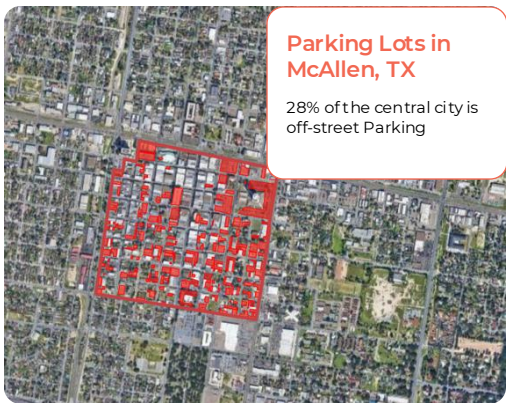 Parking Lots in
McAllen, TX
28% of the central city is
off-street Parking